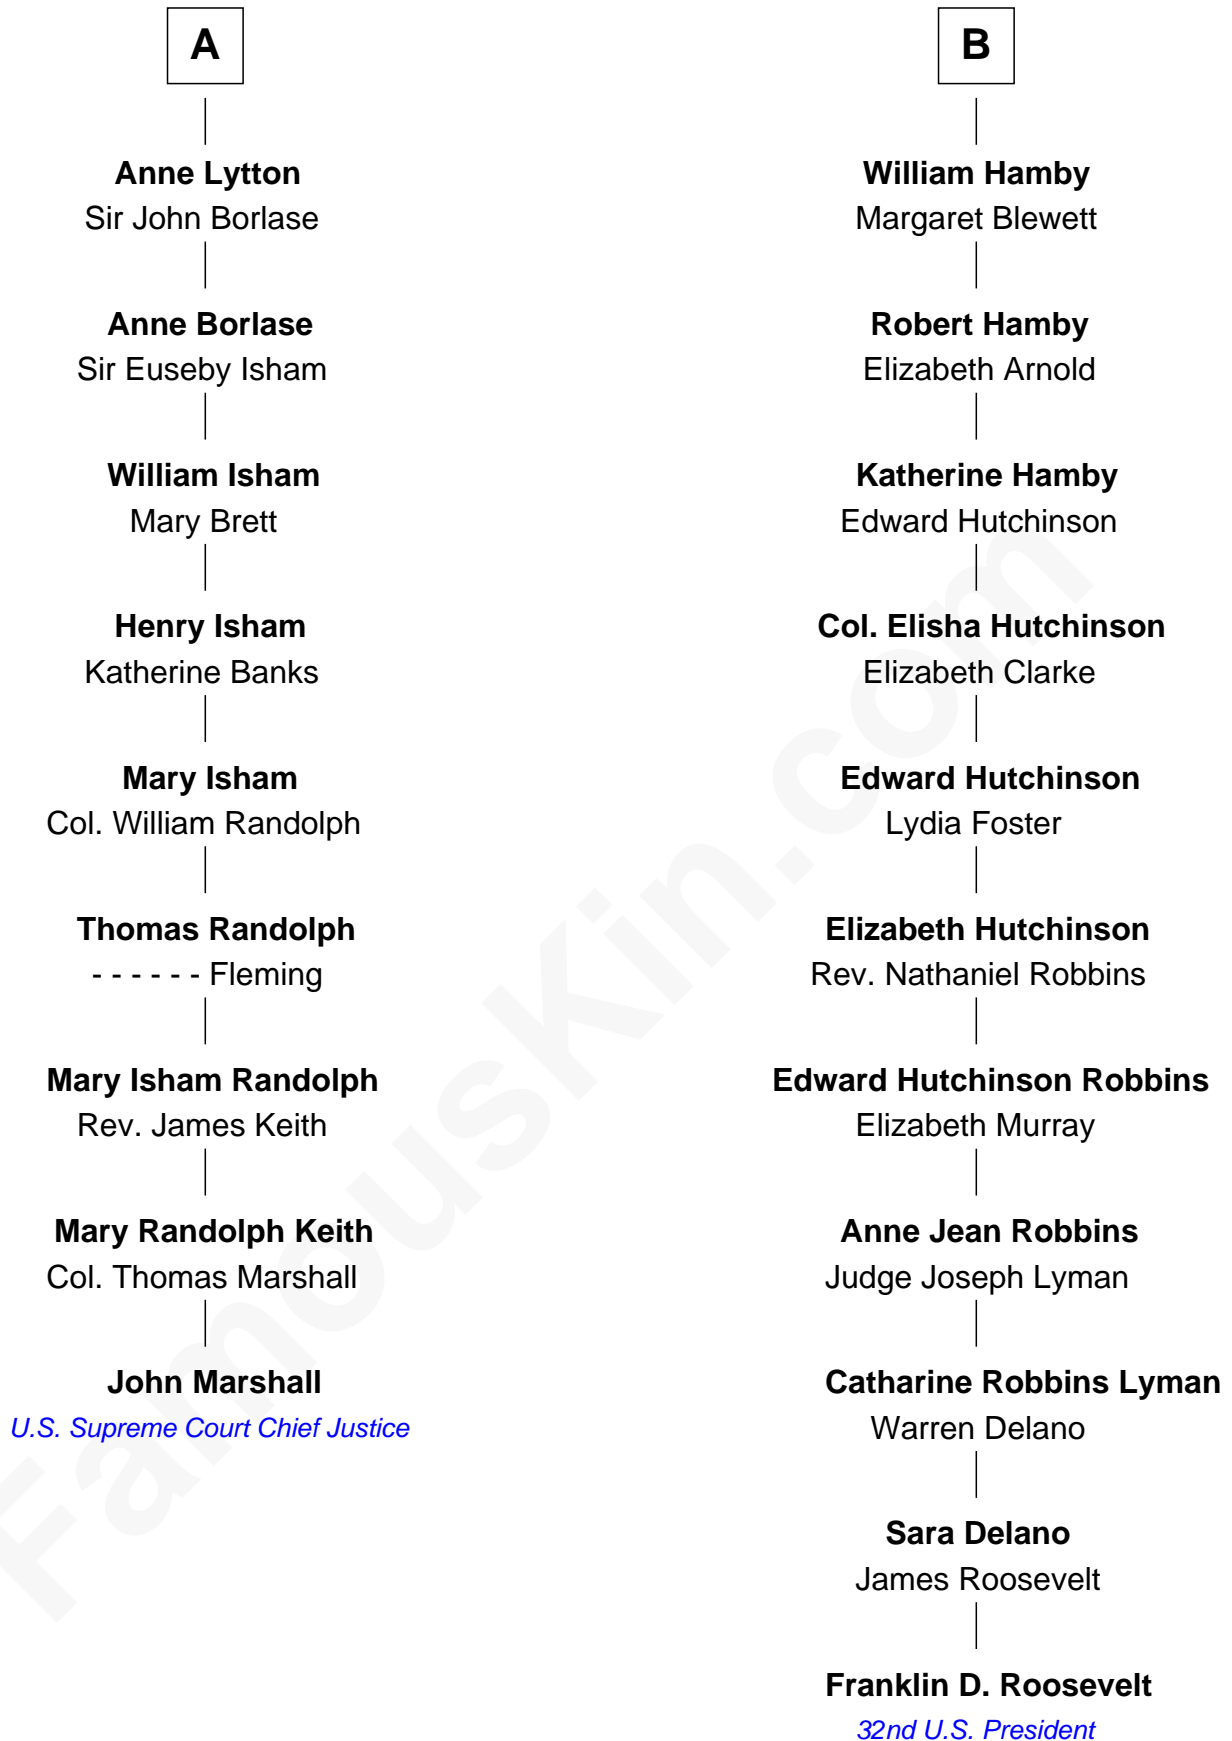 A
Anne Lytton
Sir John Borlase
Anne Borlase
Sir Euseby Isham
William Isham
Mary Brett
Henry Isham
Katherine Banks
Mary Isham
Col. William Randolph
Thomas Randolph
- - - - - - Fleming
Mary Isham Randolph
Rev. James Keith
Mary Randolph Keith
Col. Thomas Marshall
John Marshall
U.S. Supreme Court Chief Justice
B
William Hamby
Margaret Blewett
Robert Hamby
Elizabeth Arnold
Katherine Hamby
Edward Hutchinson
Col. Elisha Hutchinson
Elizabeth Clarke
Edward Hutchinson
Lydia Foster
Elizabeth Hutchinson
Rev. Nathaniel Robbins
Edward Hutchinson Robbins
Elizabeth Murray
Anne Jean Robbins
Judge Joseph Lyman
Catharine Robbins Lyman
Warren Delano
Sara Delano
James Roosevelt
Franklin D. Roosevelt
32nd U.S. President
FamousKin.com